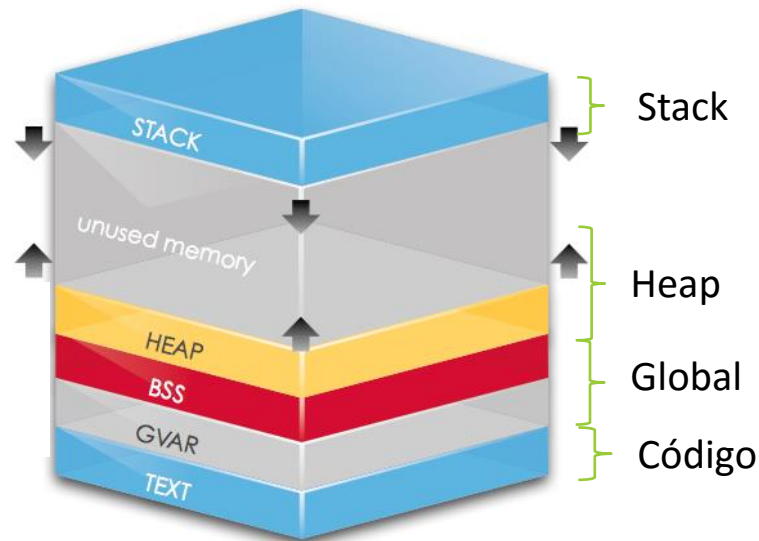 STACK
unused memory
HEAP
BSS
GVAR
TEXT
Stack
Heap
Global
Código